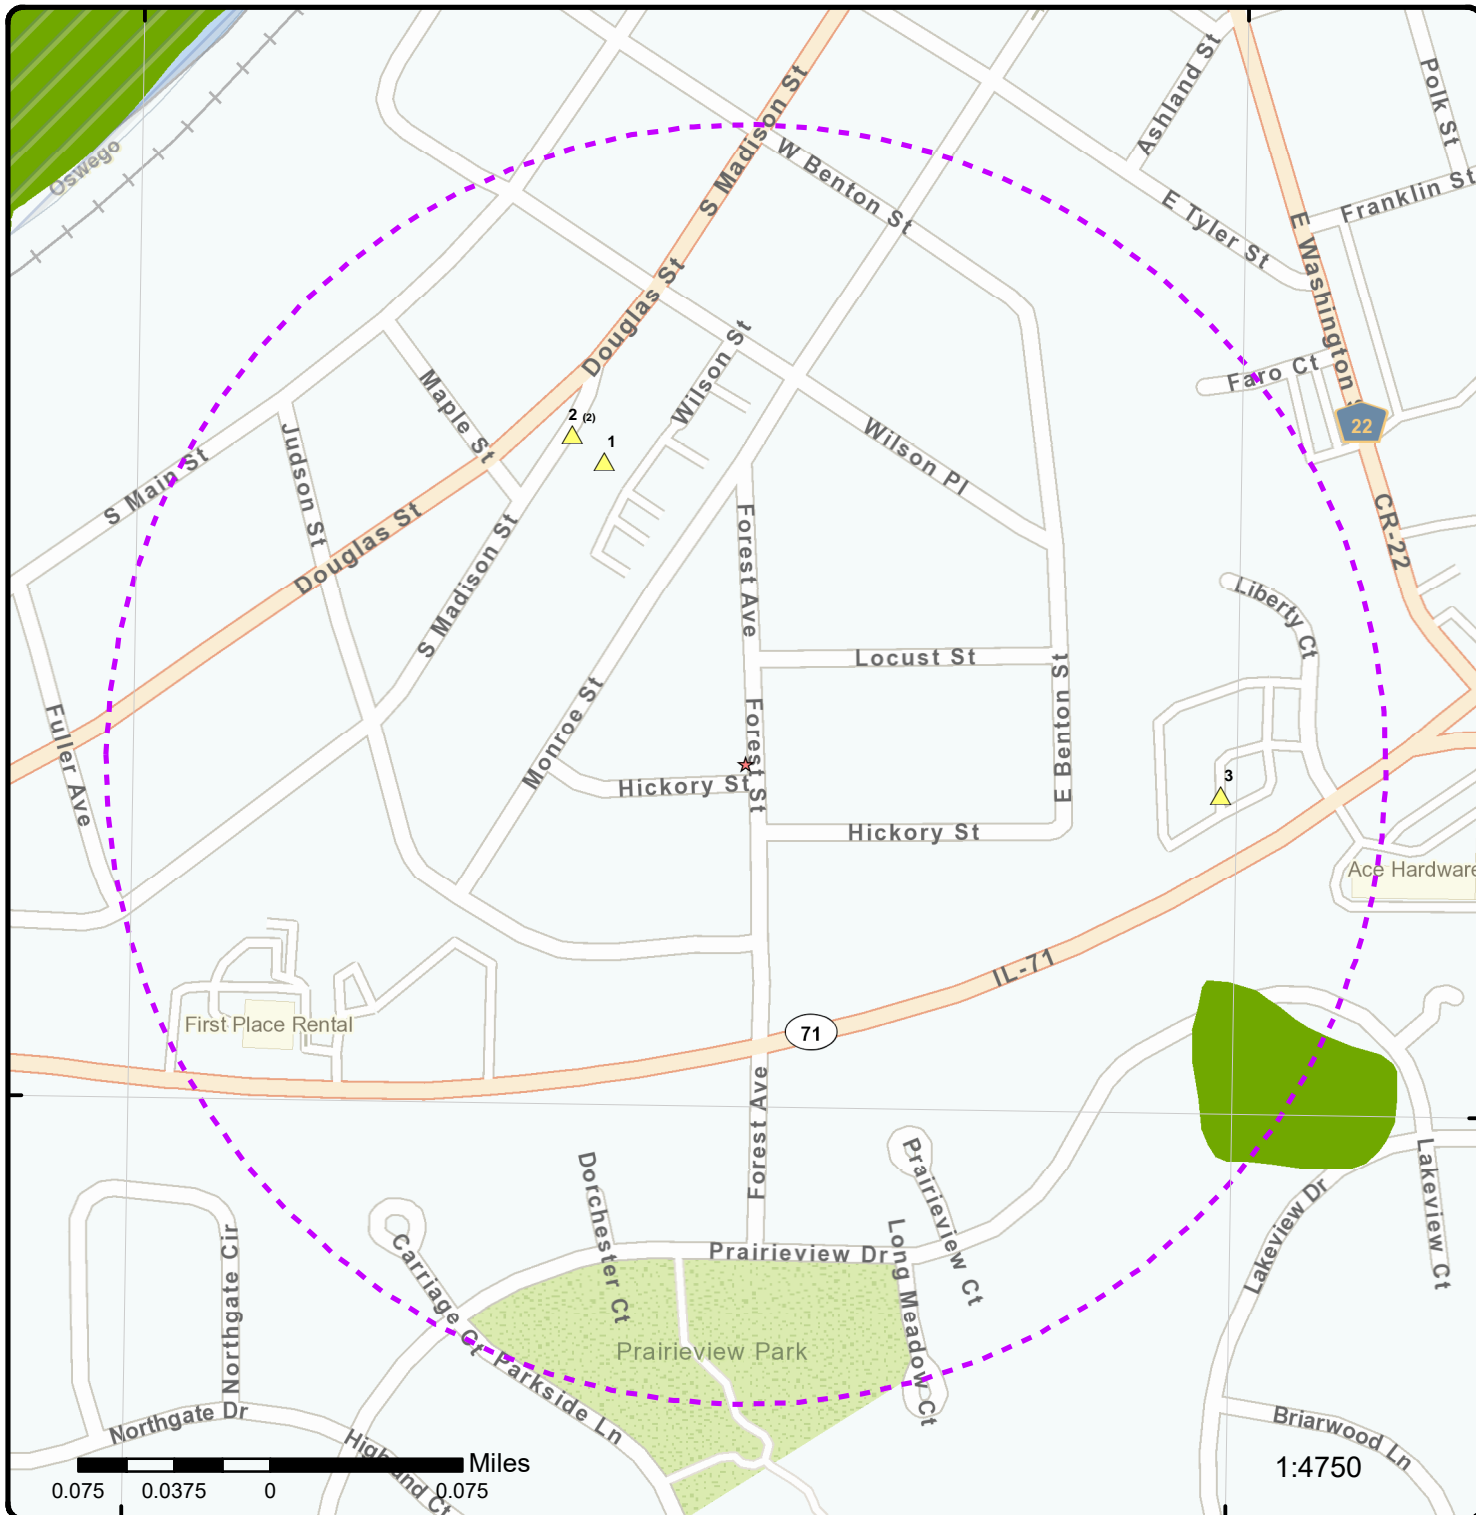 Ashland St
Polk St
S Madison St
Oswego
W Benton St
Franklin St
E Tyler St
E Washington S
Douglas St
Wilson St
Faro Ct
Maple St
2 (2)
1
22
Judson St
S Main St
Wilson Pl
Douglas St
Forest Ave
CR-22
S Madison St
Liberty Ct
Locust St
Fuller Ave
Monroe St
Forest St
E Benton St
Hickory St
3
Hickory St
Ace Hardware
IL-71
First Place Rental
71
Forest Ave
Dorchester Ct
Prairieview Ct
Lakeview Ct
Lakeview Dr
Northgate Cir
Carriage Ct
Prairieview Dr
Long Meadow Ct
Prairieview Park
Parkside Ln
Northgate Dr
Highland Ct
Briarwood Ln
Miles
1:4750
0.075 0.0375 0 0.075